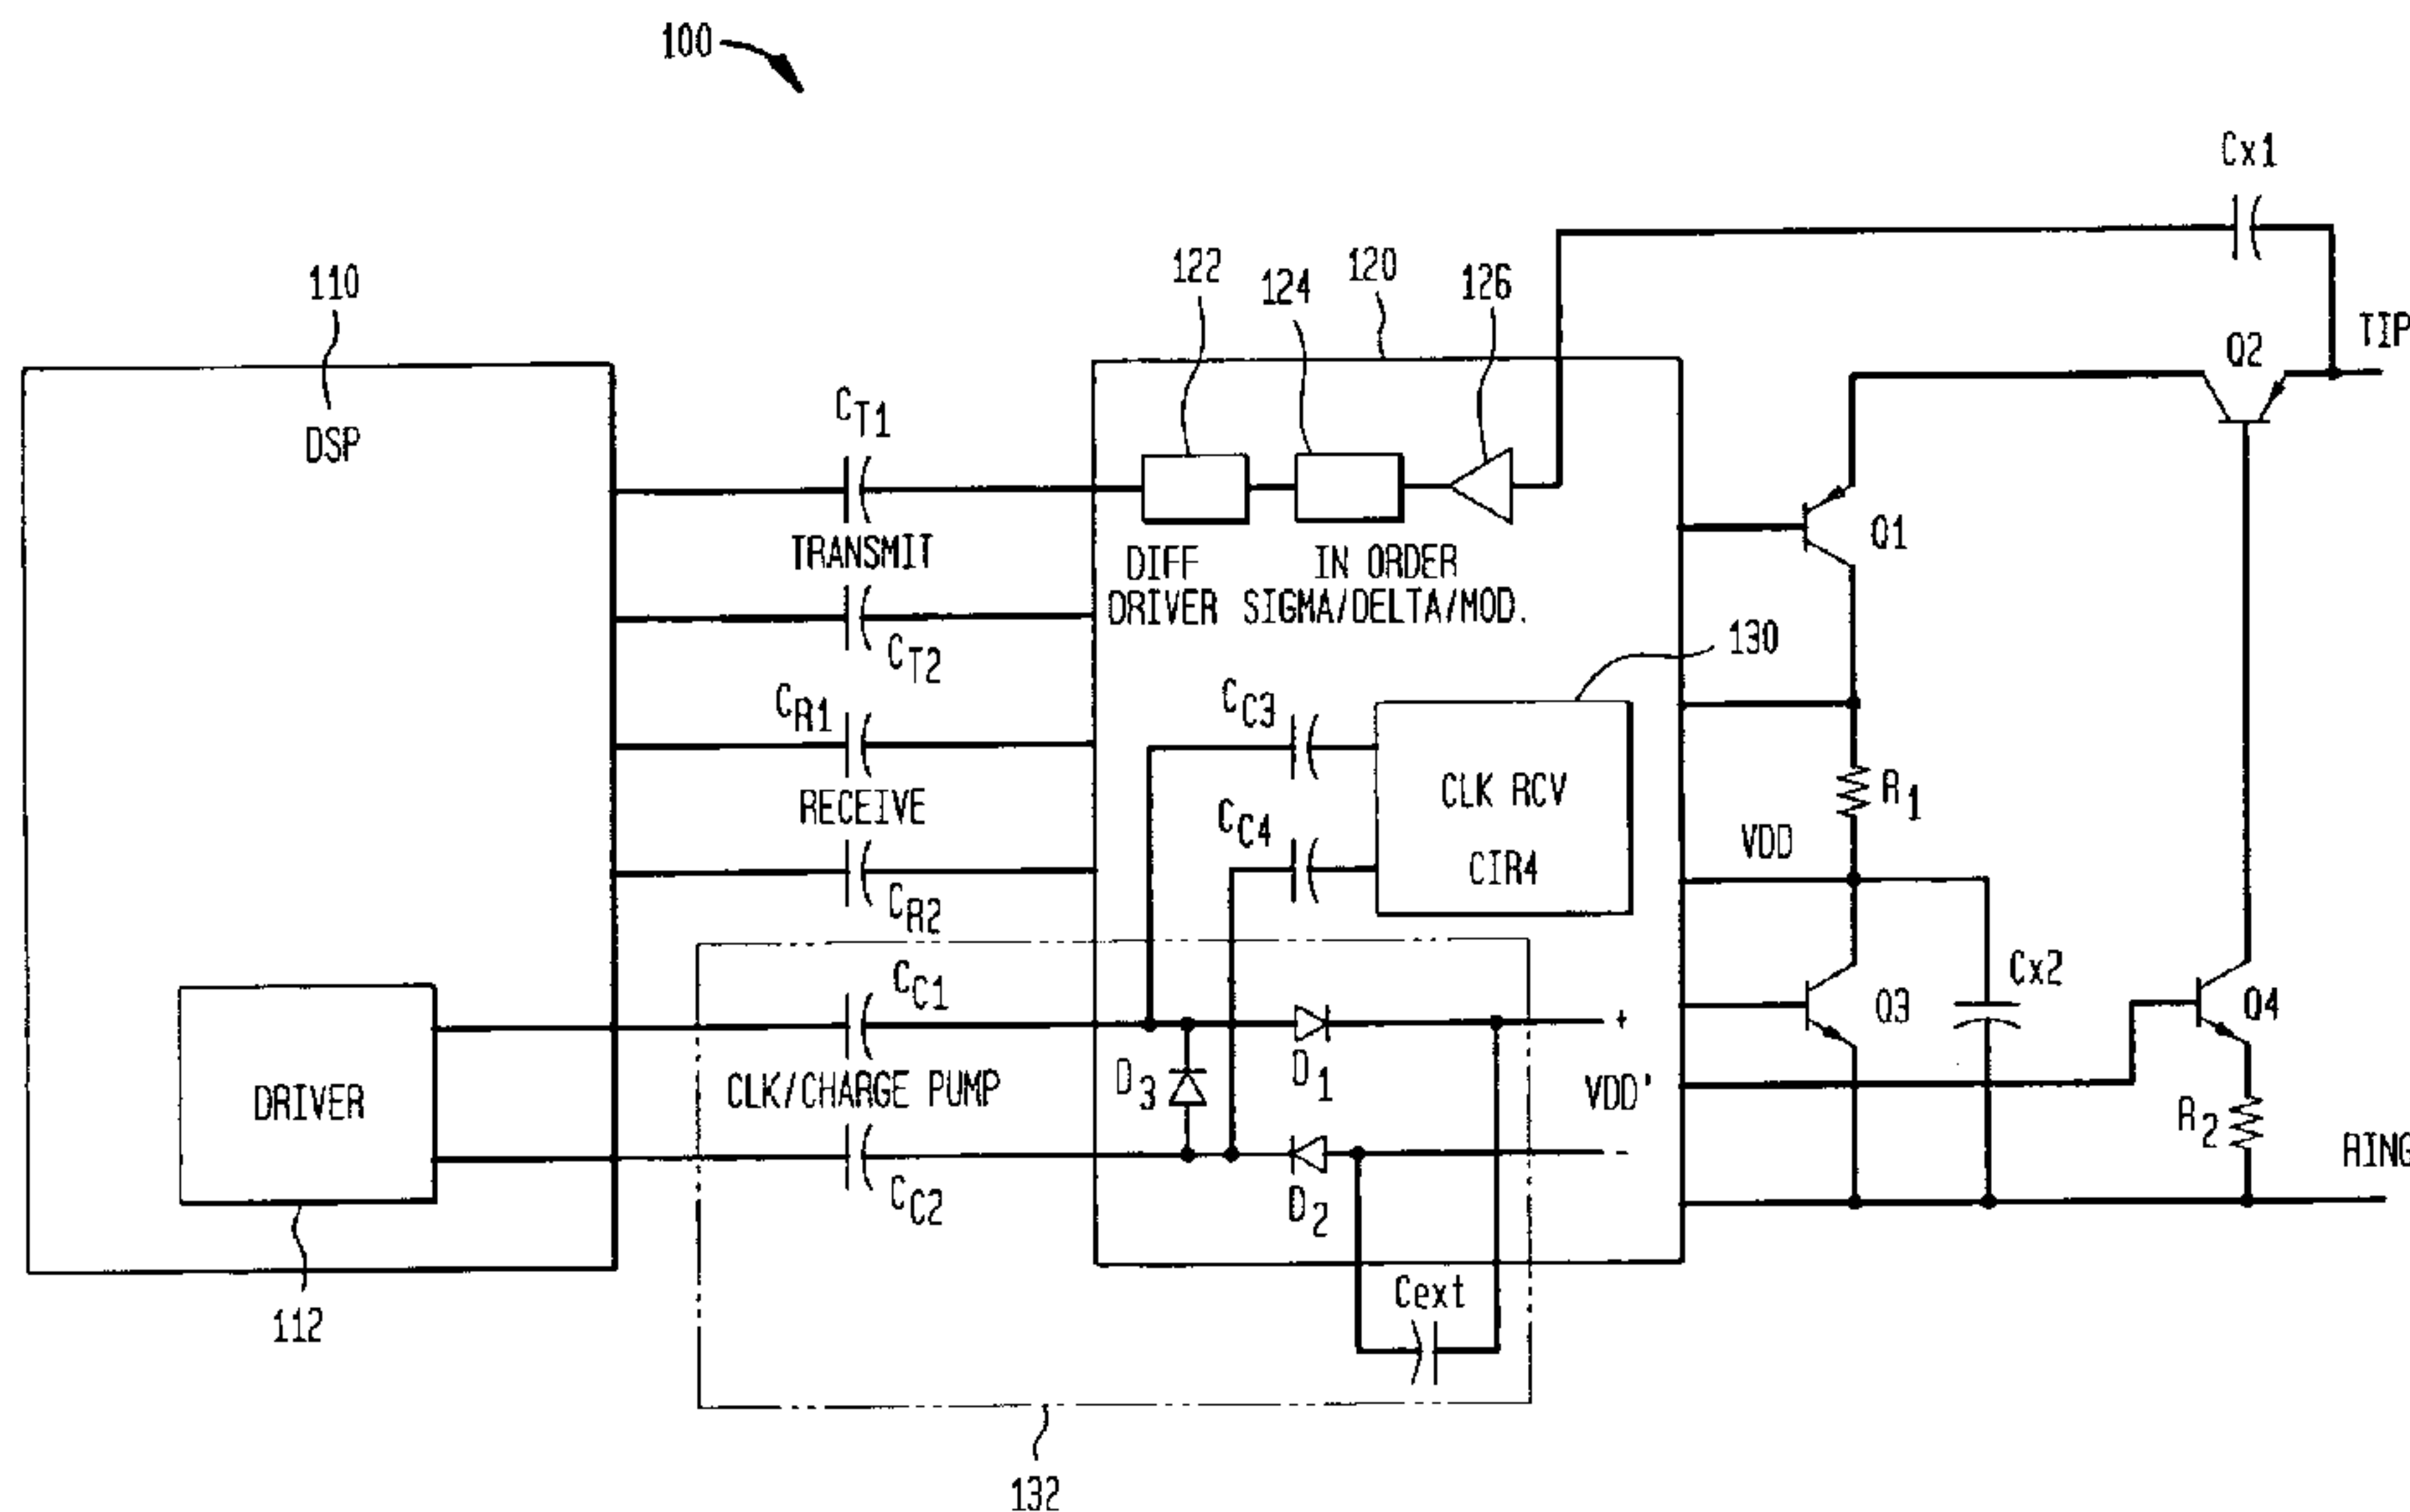 100
Cx1
110
122
124
120
126
TIP
Q2
DSP
CT1
Q1
TRANSMIT
DIFF
DRIVER
IN ORDER
SIGMA/DELTA/MOD.
CT2
130
CR1
CC3
CLK RCV
CIR4
R1
RECEIVE
CC4
VDD
CR2
CC1
Cx2
Q3
Q4
DRIVER
CLK/CHARGE PUMP
D3
D1
+
VDD'
-
R2
RING
CC2
D2
Cext
112
132